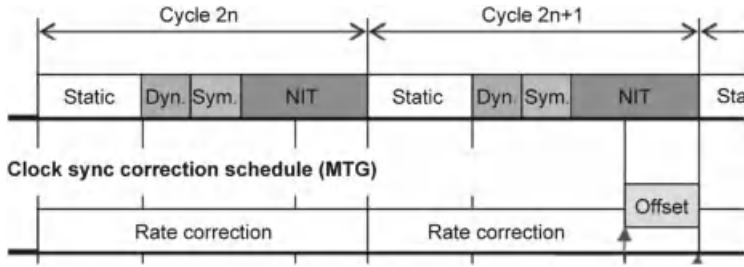 Cycle 2n Cycle 2n+1
Static Dyn. Sym. NIT Static Dyn. Sym. NIT Sta
Clock sync correction schedule (MTG)
Offset
Rate correction Rate correction